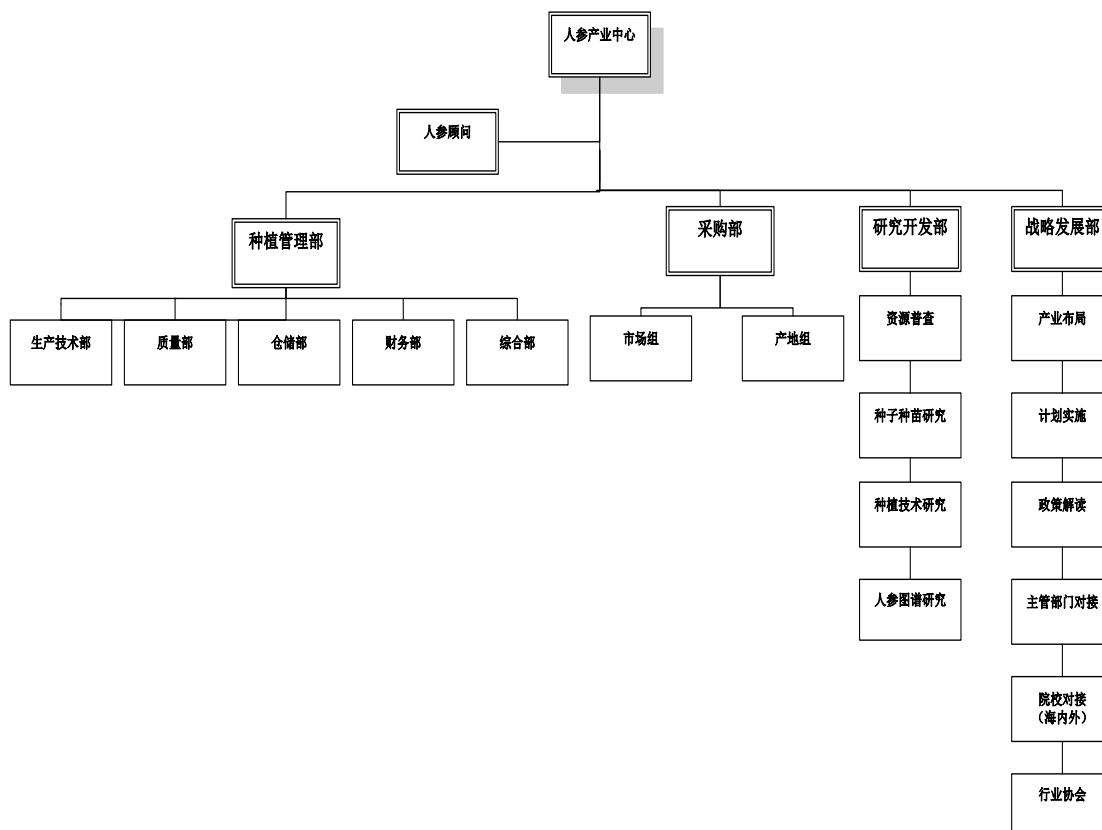 人参产业中心
人参顾问
种植管理部
采购部
研究开发部
战略发展部
生产技术部
质量部
仓储部
财务部
综合部
市场组
产地组
资源普查
种子种苗研究
种植技术研究
人参图谱研究
产业布局
计划实施
政策解读
主管部门对接
院校对接
（海内外）
行业协会